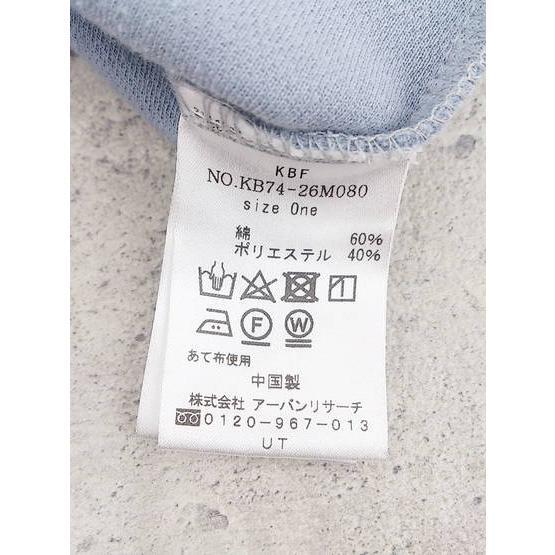 KBF
NO.KB74-26M080
size One
綿 60%
ポリエステル 40%
F W
あて布使用
中国製
株式会社 アーバンリサーチ
0120-967-013
UT